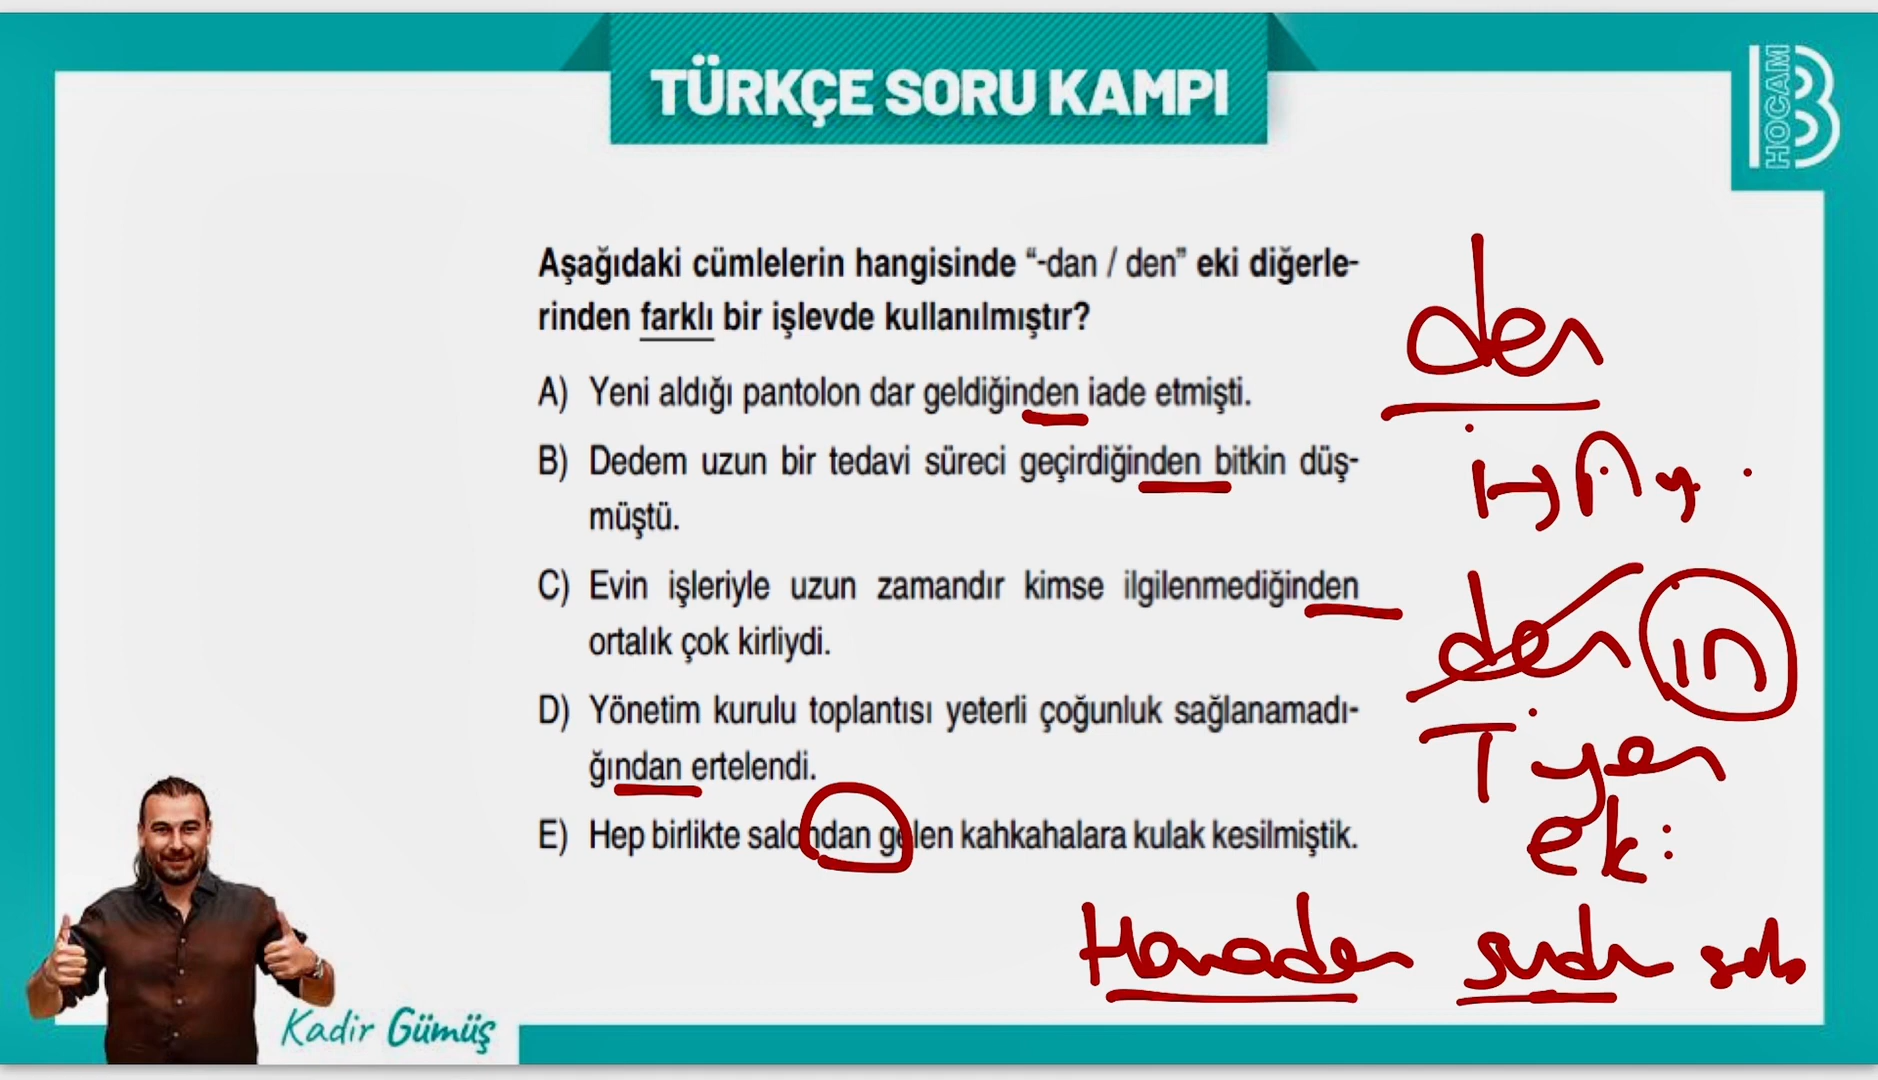 TÜRKÇE SORU KAMPI
HOCAM
Aşağıdaki cümlelerin hangisinde “-dan / den” eki diğerle-
rinden farklı bir işlevde kullanılmıştır?
A) Yeni aldığı pantolon dar geldiğinden iade etmişti.
B) Dedem uzun bir tedavi süreci geçirdiğinden bitkin düş-
müştü.
C) Evin işleriyle uzun zamandır kimse ilgilenmediğinden
ortalık çok kirliydi.
D) Yönetim kurulu toplantısı yeterli çoğunluk sağlanamadı-
ğından ertelendi.
E) Hep birlikte salondan gelen kahkahalara kulak kesilmiştik.
den
den in
ek:
Havadan sudan
Kadir Gümüş